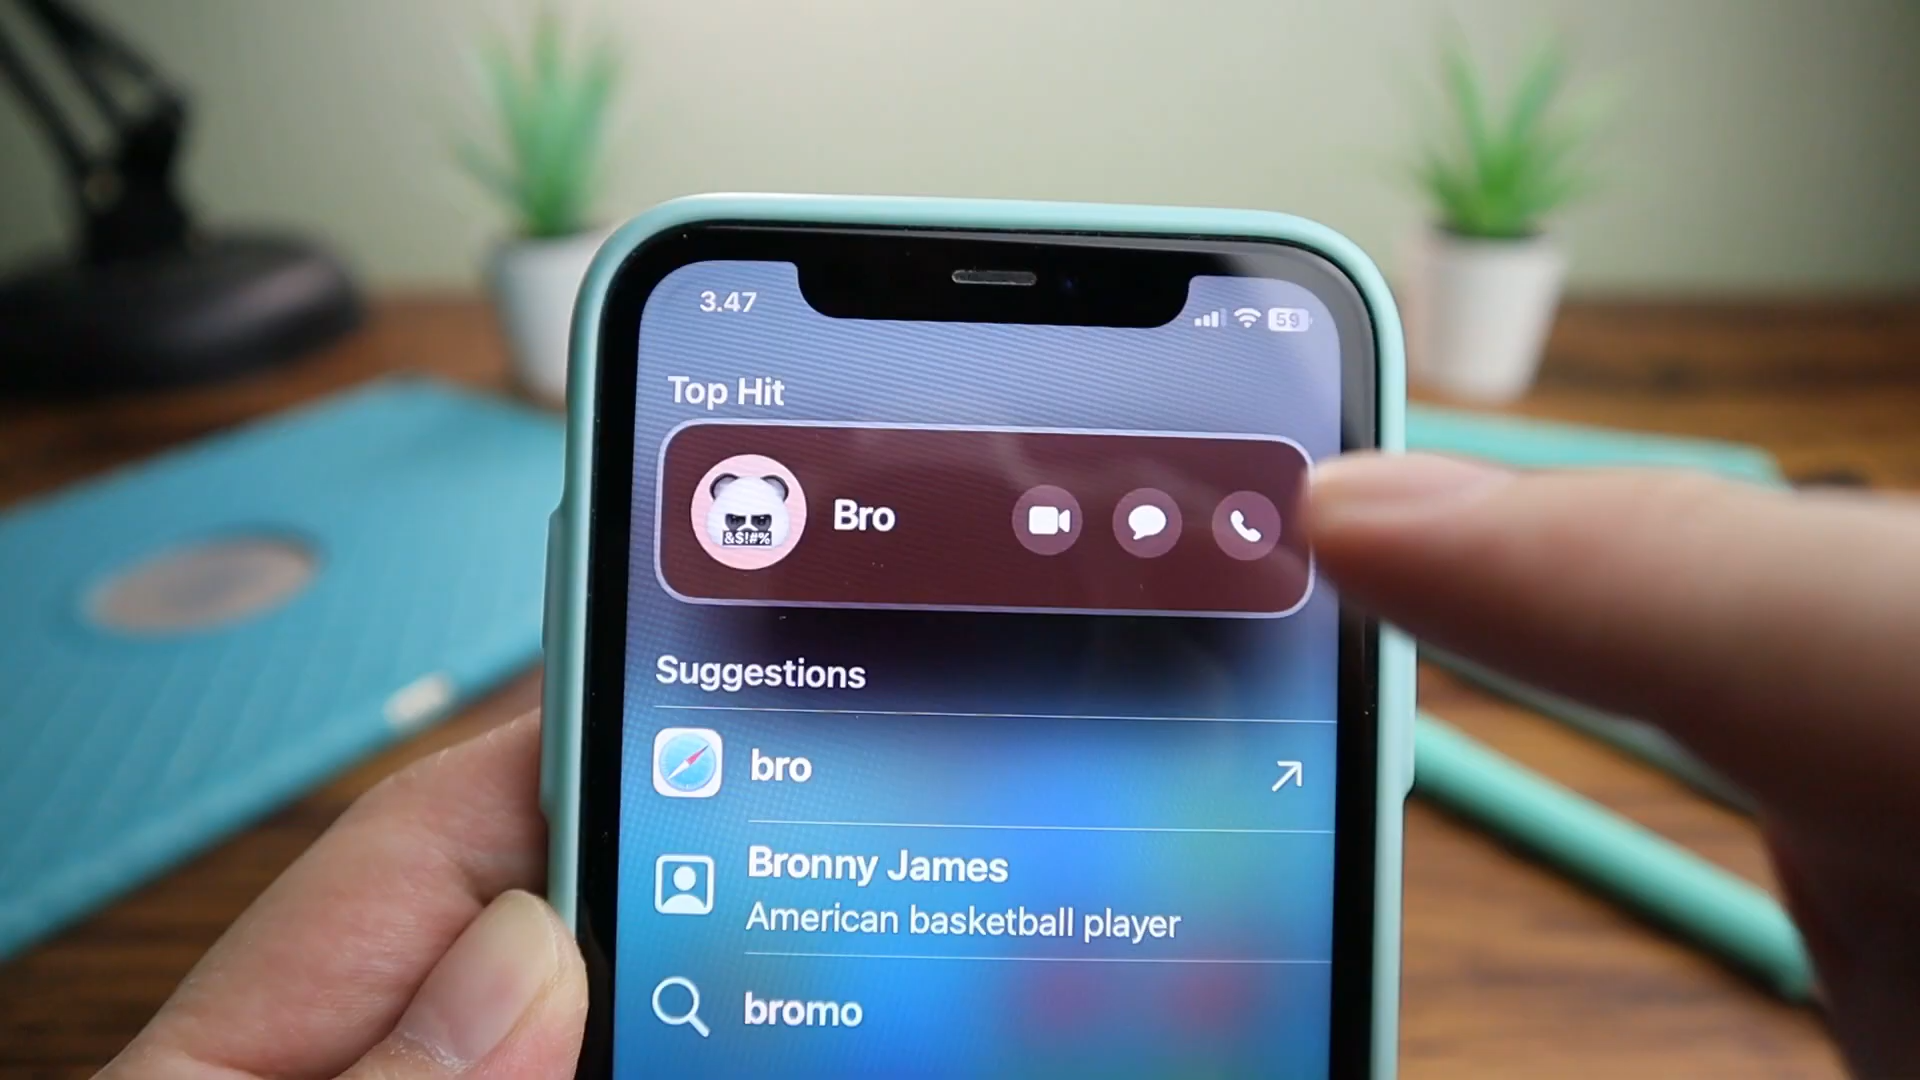 3.47
59
Top Hit
&$!#%
Bro
Suggestions
bro
Bronny James
American basketball player
bromo